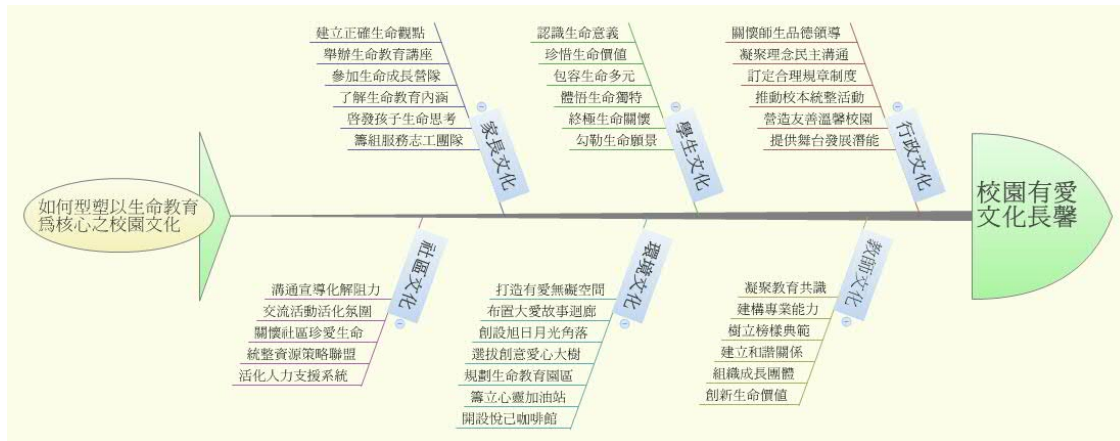 建立正確生命觀點
舉辦生命教育講座
參加生命成長營隊
了解生命教育內涵
啓發孩子生命思考
籌組服務志工團隊
家長文化
認識生命意義
珍惜生命價值
包容生命多元
體悟生命獨特
終極生命關懷
勾勒生命願景
學生文化
關懷師生品德領導
凝聚理念民主溝通
訂定合理規章制度
推動校本統整活動
營造友善溫馨校園
提供舞台發展潛能
行政文化
如何型塑以生命教育
爲核心之校園文化
校園有愛
文化長馨
社區文化
溝通宣導化解阻力
交流活動活化氛圍
關懷社區珍愛生命
統整資源策略聯盟
活化人力支援系統
環境文化
打造有愛無礙空間
布置大愛故事迴廊
創設旭日月光角落
選拔創意愛心大樹
規劃生命教育園區
籌立心靈加油站
開設悅己咖啡館
教師文化
凝聚教育共識
建構專業能力
樹立榜樣典範
建立和諧關係
組織成長團體
創新生命價值